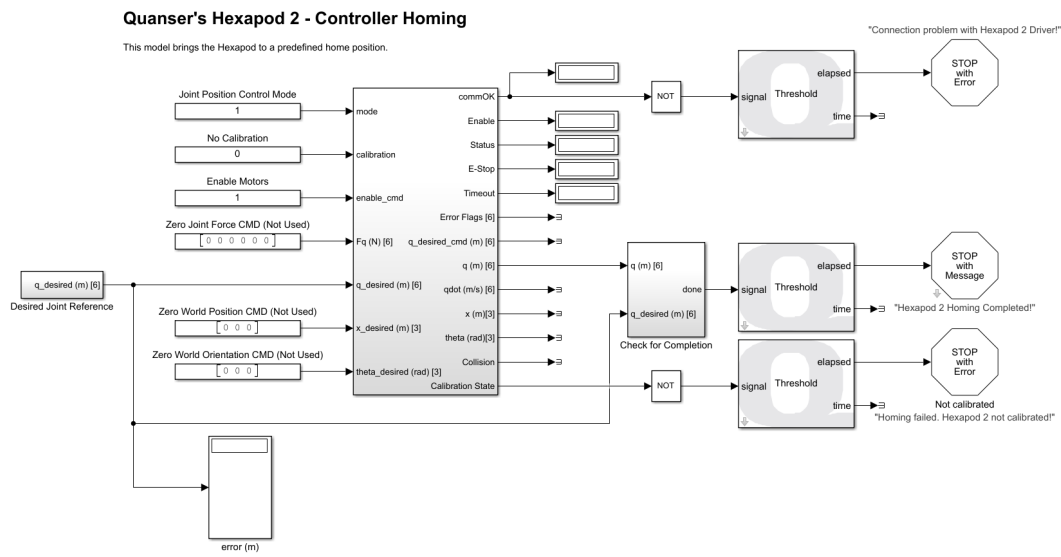 Quanser's Hexapod 2 - Controller Homing
This model brings the Hexapod to a predefined home position.
"Connection problem with Hexapod 2 Driver!"
STOP
with
Error
elapsed
signal
Threshold
time
NOT
Joint Position Control Mode
1
No Calibration
0
Enable Motors
1
Zero Joint Force CMD (Not Used)
[0 0 0 0 0 0]
q_desired (m) [6]
Desired Joint Reference
Zero World Position CMD (Not Used)
[0 0 0]
Zero World Orientation CMD (Not Used)
[0 0 0]
mode
calibration
enable_cmd
Fq (N) [6]
q_desired (m) [6]
x_desired (m) [3]
theta_desired (rad) [3]
commOK
Enable
Status
E-Stop
Timeout
Error Flags [6]
q_desired_cmd (m) [6]
q (m) [6]
qdot (m/s) [6]
x (m)[3]
theta (rad)[3]
Collision
Calibration State
q (m) [6]
done
q_desired (m) [6]
Check for Completion
elapsed
signal
Threshold
time
STOP
with
Message
"Hexapod 2 Homing Completed!"
NOT
elapsed
signal
Threshold
time
STOP
with
Error
Not calibrated
"Homing failed. Hexapod 2 not calibrated!"
error (m)